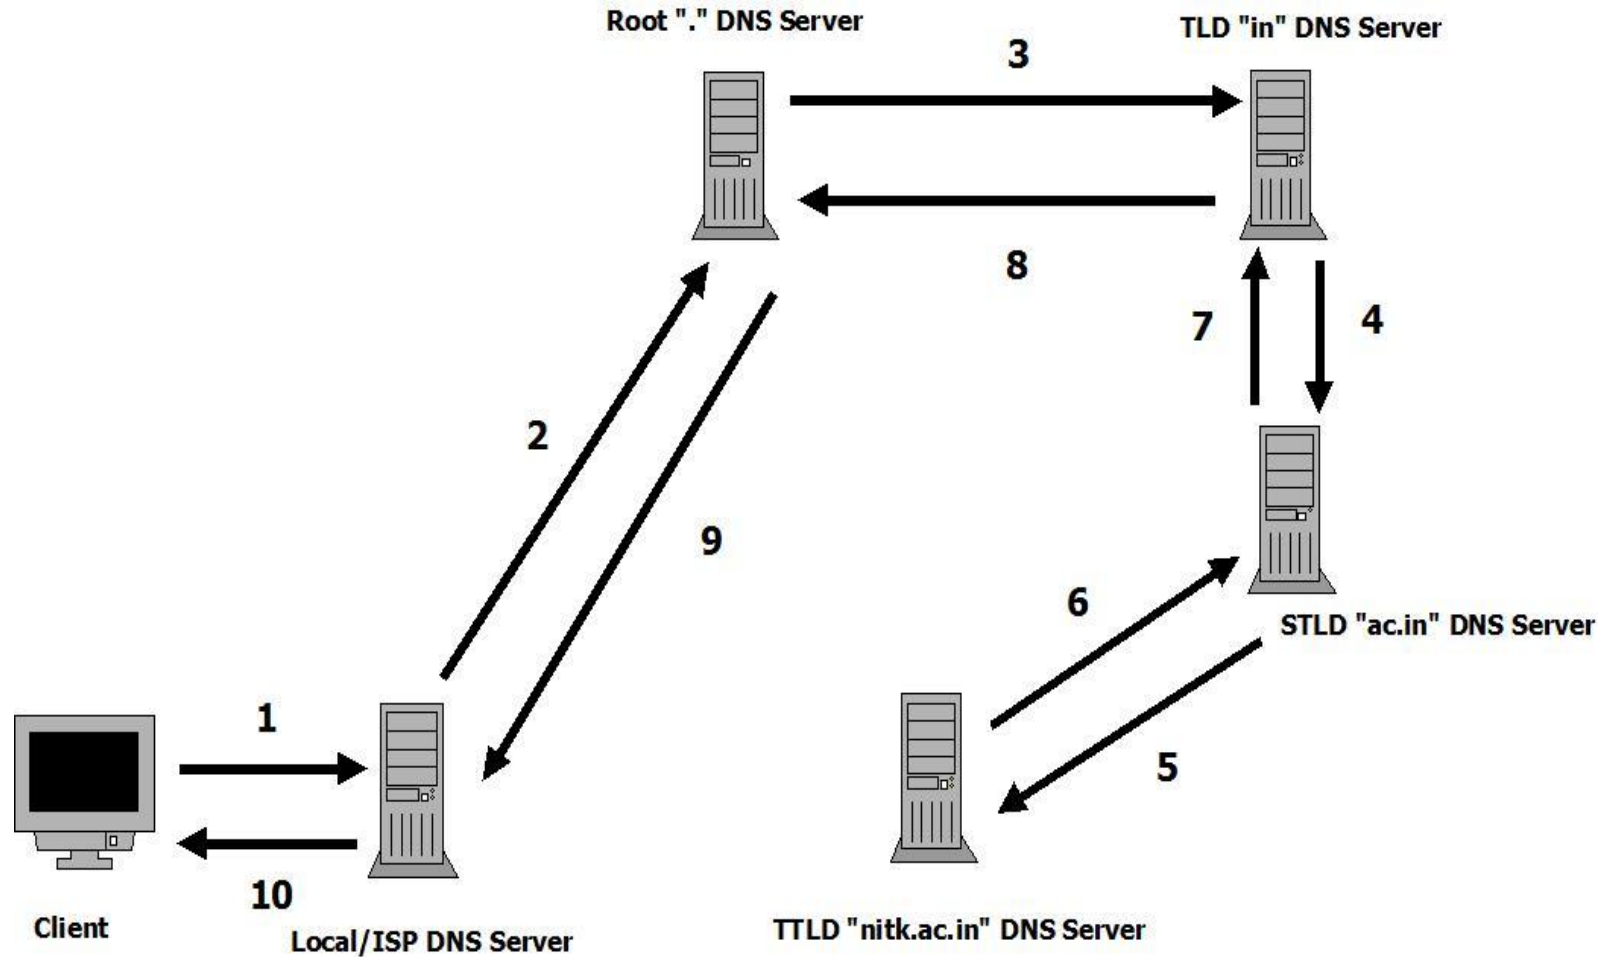 Root "." DNS Server
TLD "in" DNS Server
3
8
7
4
2
9
6
STLD "ac.in" DNS Server
5
1
10
Client
Local/ISP DNS Server
TTLD "nitk.ac.in" DNS Server